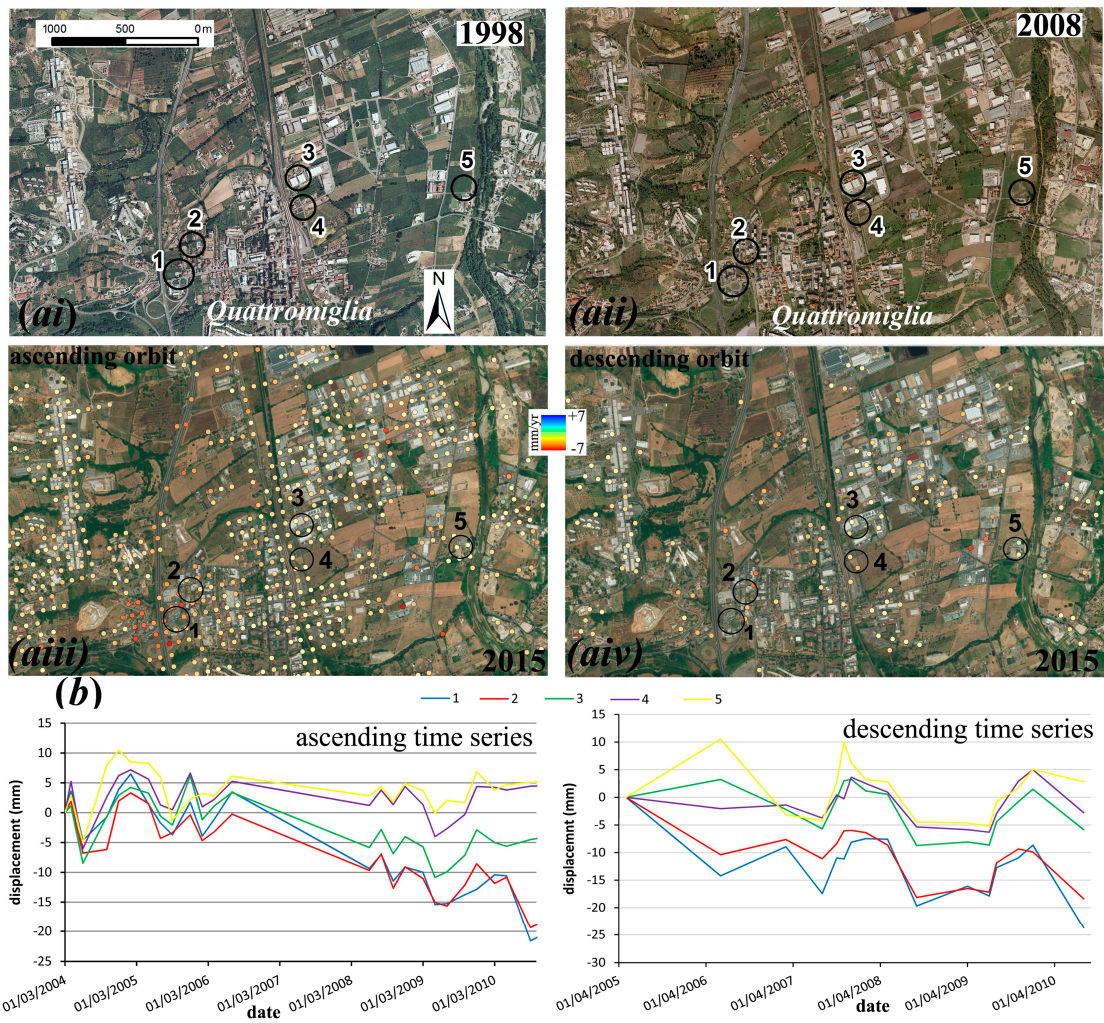 1000 500 0 m
1998
3
5
2
4
1
N
Quattromiglia
(ai)
2008
3
5
4
2
1
Quattromiglia
(aii)
ascending orbit
3
5
4
2
1
(aiii)
2015
mm/yr
+7
-7
descending orbit
3
5
4
2
1
(aiv)
2015
(b)
1 2 3 4 5
ascending time series
15
10
5
0
-5
-10
-15
-20
-25
displacement (mm)
01/03/2004 01/03/2005 01/03/2006 01/03/2007 01/03/2008 01/03/2009 01/03/2010
date
descending time series
15
10
5
0
-5
-10
-15
-20
-25
-30
displacemnt (mm)
01/04/2005 01/04/2006 01/04/2007 01/04/2008 01/04/2009 01/04/2010
date